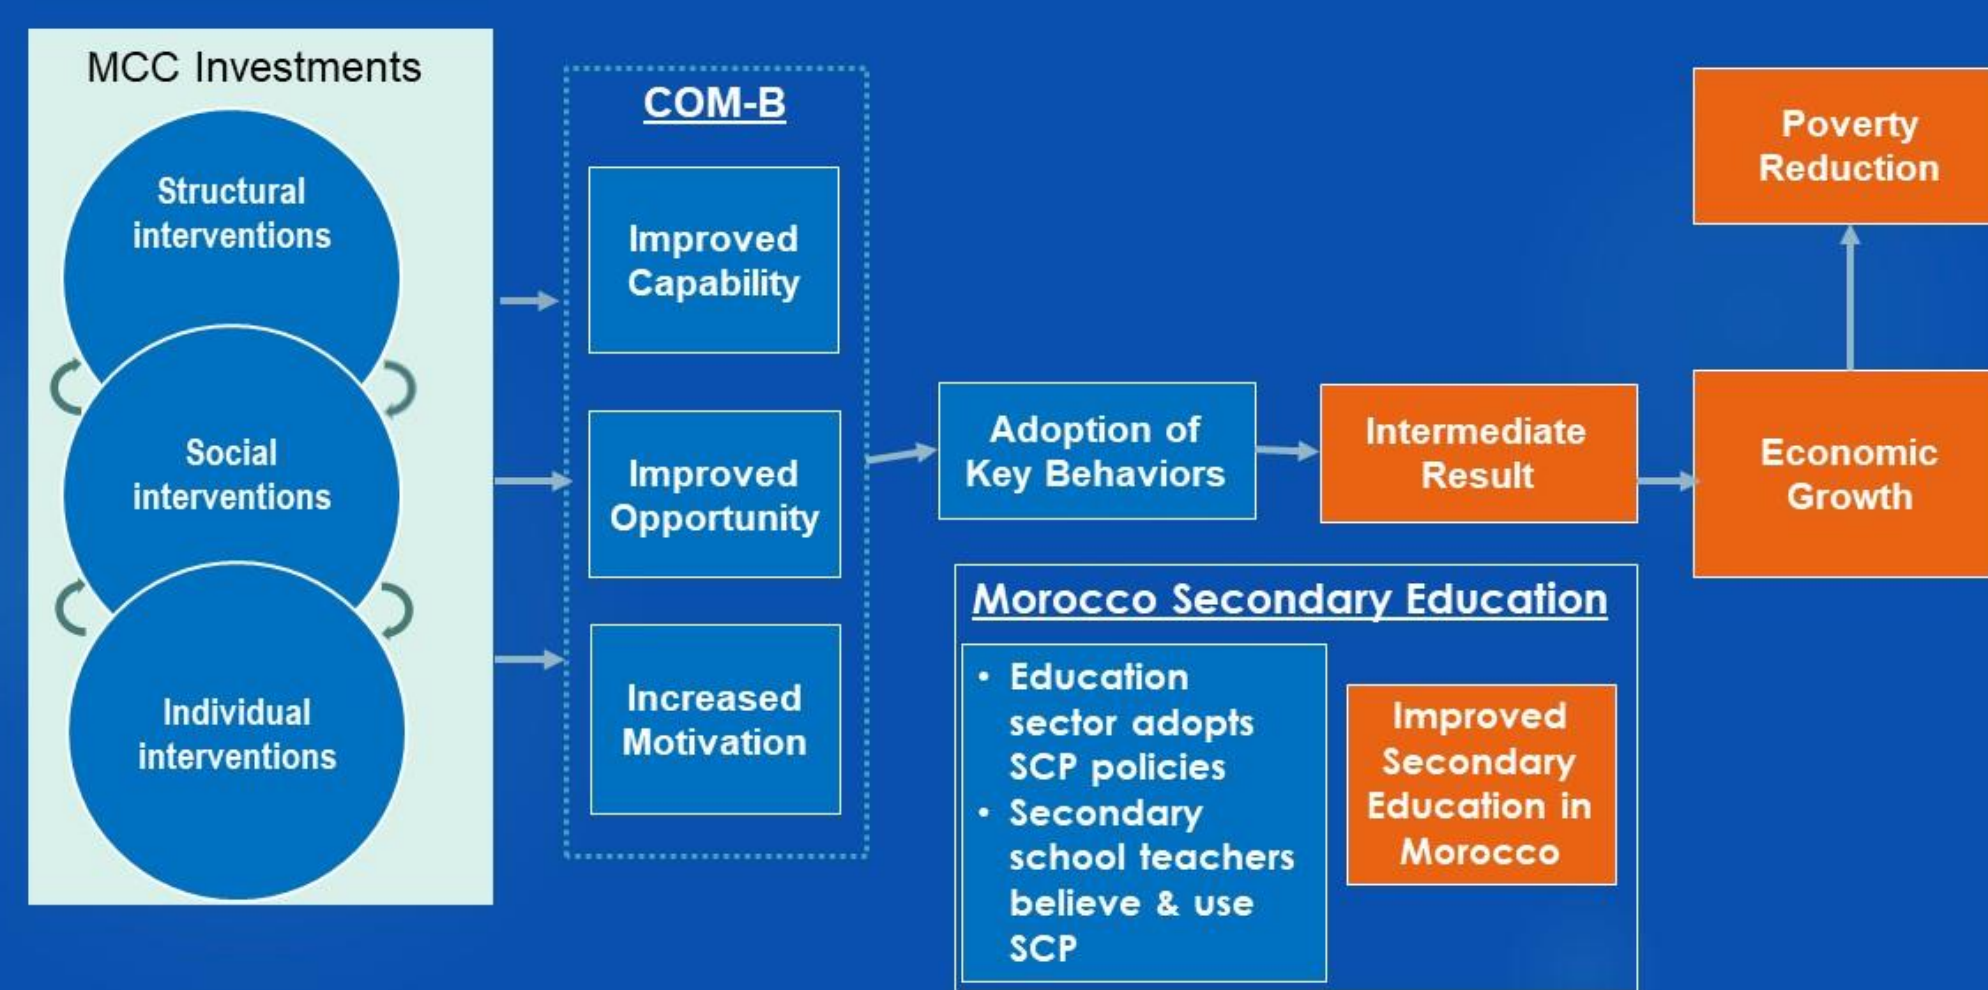 MCC Investments
Structural
interventions
Social
interventions
Individual
interventions
COM-B
Improved
Capability
Improved
Opportunity
Increased
Motivation
Adoption of
Key Behaviors
Intermediate
Result
Economic
Growth
Poverty
Reduction
Morocco Secondary Education
• Education
sector adopts
SCP policies
• Secondary
school teachers
believe & use
SCP
Improved
Secondary
Education in
Morocco